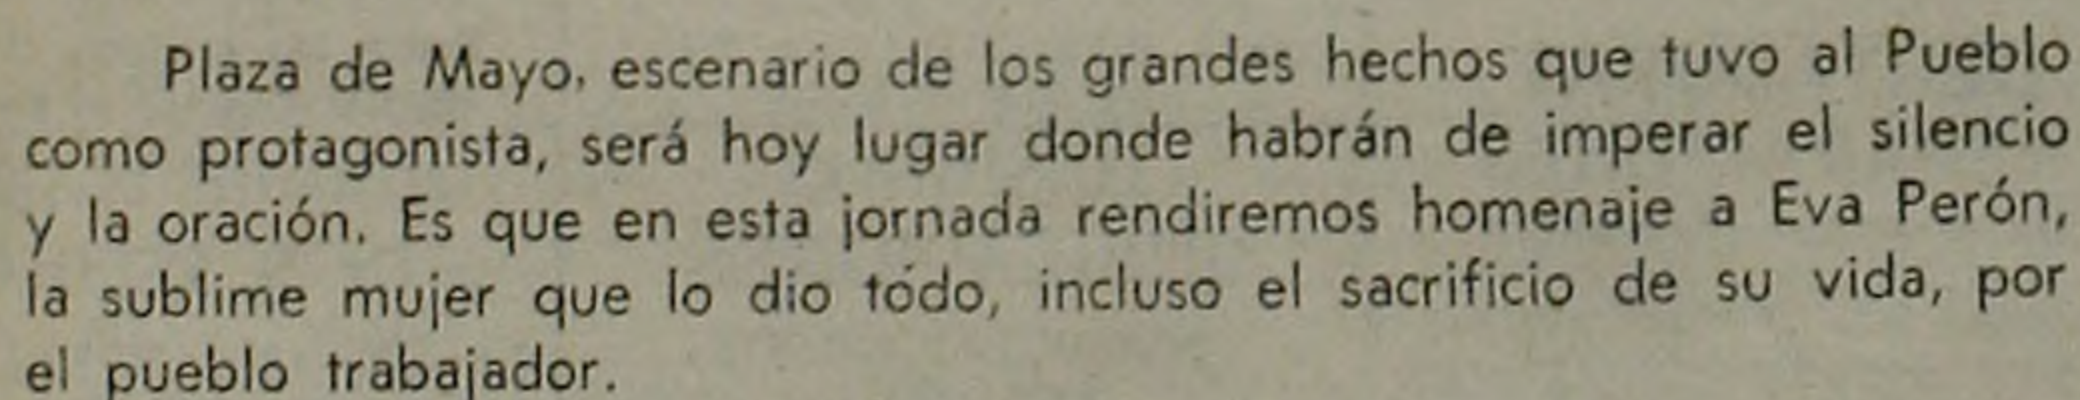 Plaza de Mayo, escenario de los grandes hechos que tuvo al Pueblo
como protagonista, será hoy lugar donde habrán de imperar el silencio
y la oración. Es que en esta jornada rendiremos homenaje a Eva Perón,
la sublime mujer que lo dio todo, incluso el sacrificio de su vida, por
el pueblo trabajador.